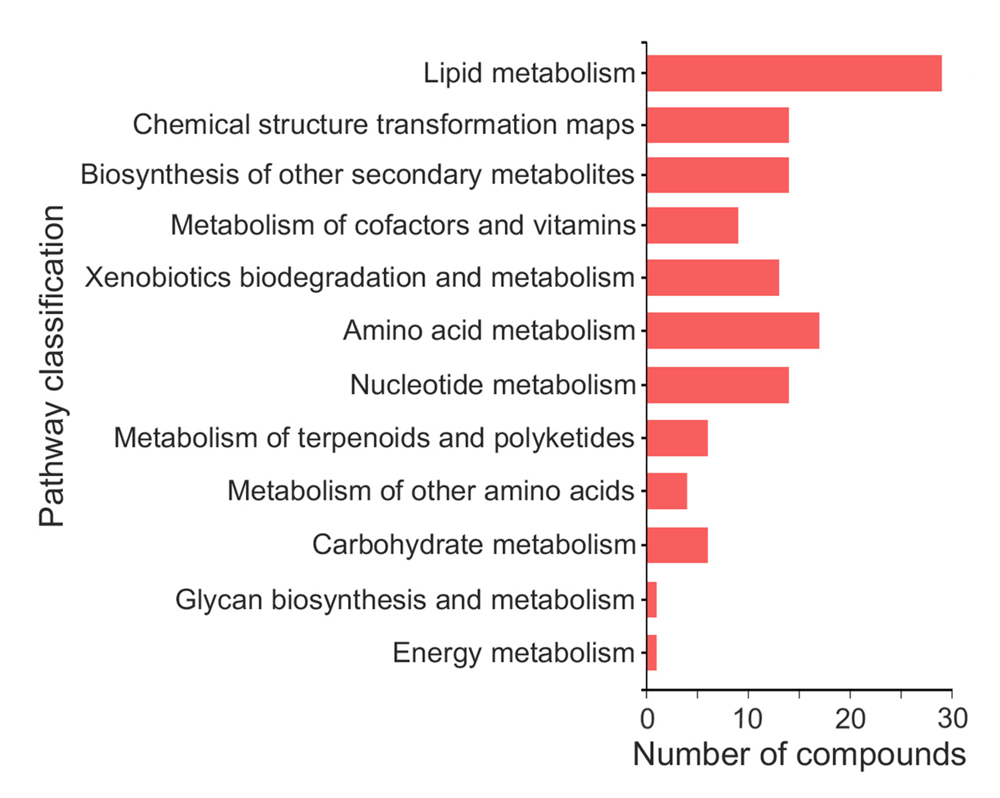 Lipid metabolism
Chemical structure transformation maps
Biosynthesis of other secondary metabolites
Metabolism of cofactors and vitamins
Xenobiotics biodegradation and metabolism
Amino acid metabolism
Nucleotide metabolism
Metabolism of terpenoids and polyketides
Metabolism of other amino acids
Carbohydrate metabolism
Glycan biosynthesis and metabolism
Energy metabolism
Pathway classification
0 10 20 30
Number of compounds